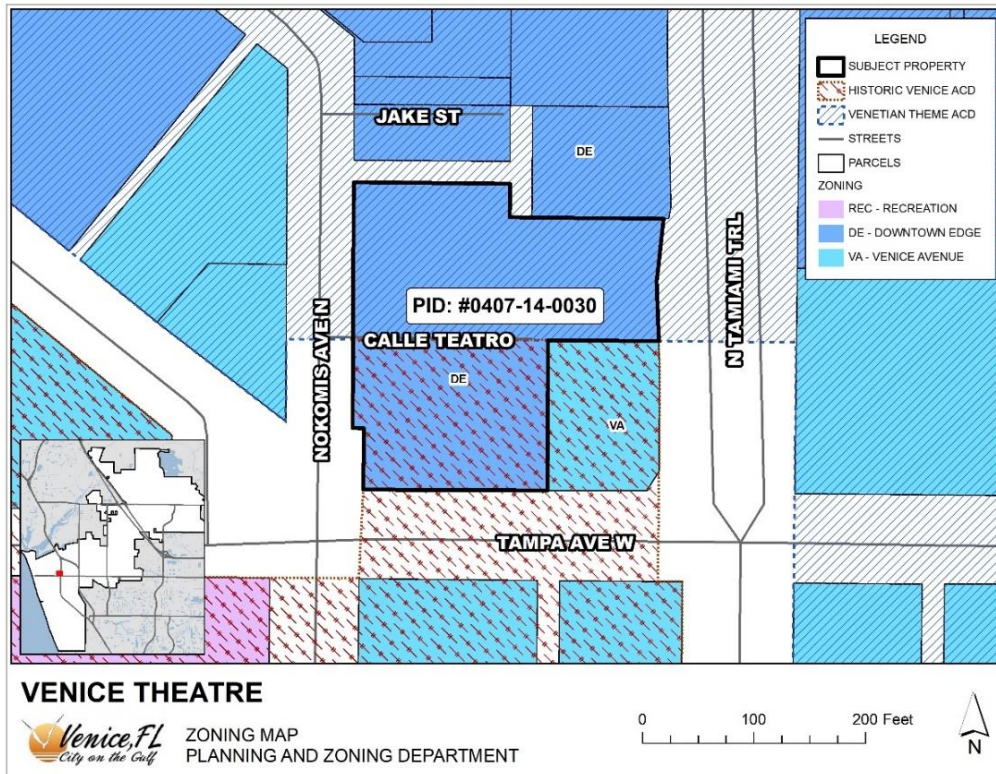 LEGEND
SUBJECT PROPERTY
HISTORIC VENICE ACD
VENETIAN THEME ACD
STREETS
PARCELS
ZONING
REC - RECREATION
DE - DOWNTOWN EDGE
VA - VENICE AVENUE
JAKE ST
DE
N TAMIAMI TRL
NOKOMIS AVE N
PID: #0407-14-0030
CALLE TEATRO
DE
VA
TAMPA AVE W
VENICE THEATRE
Venice, FL
City on the Gulf
ZONING MAP
PLANNING AND ZONING DEPARTMENT
0 100 200 Feet
N